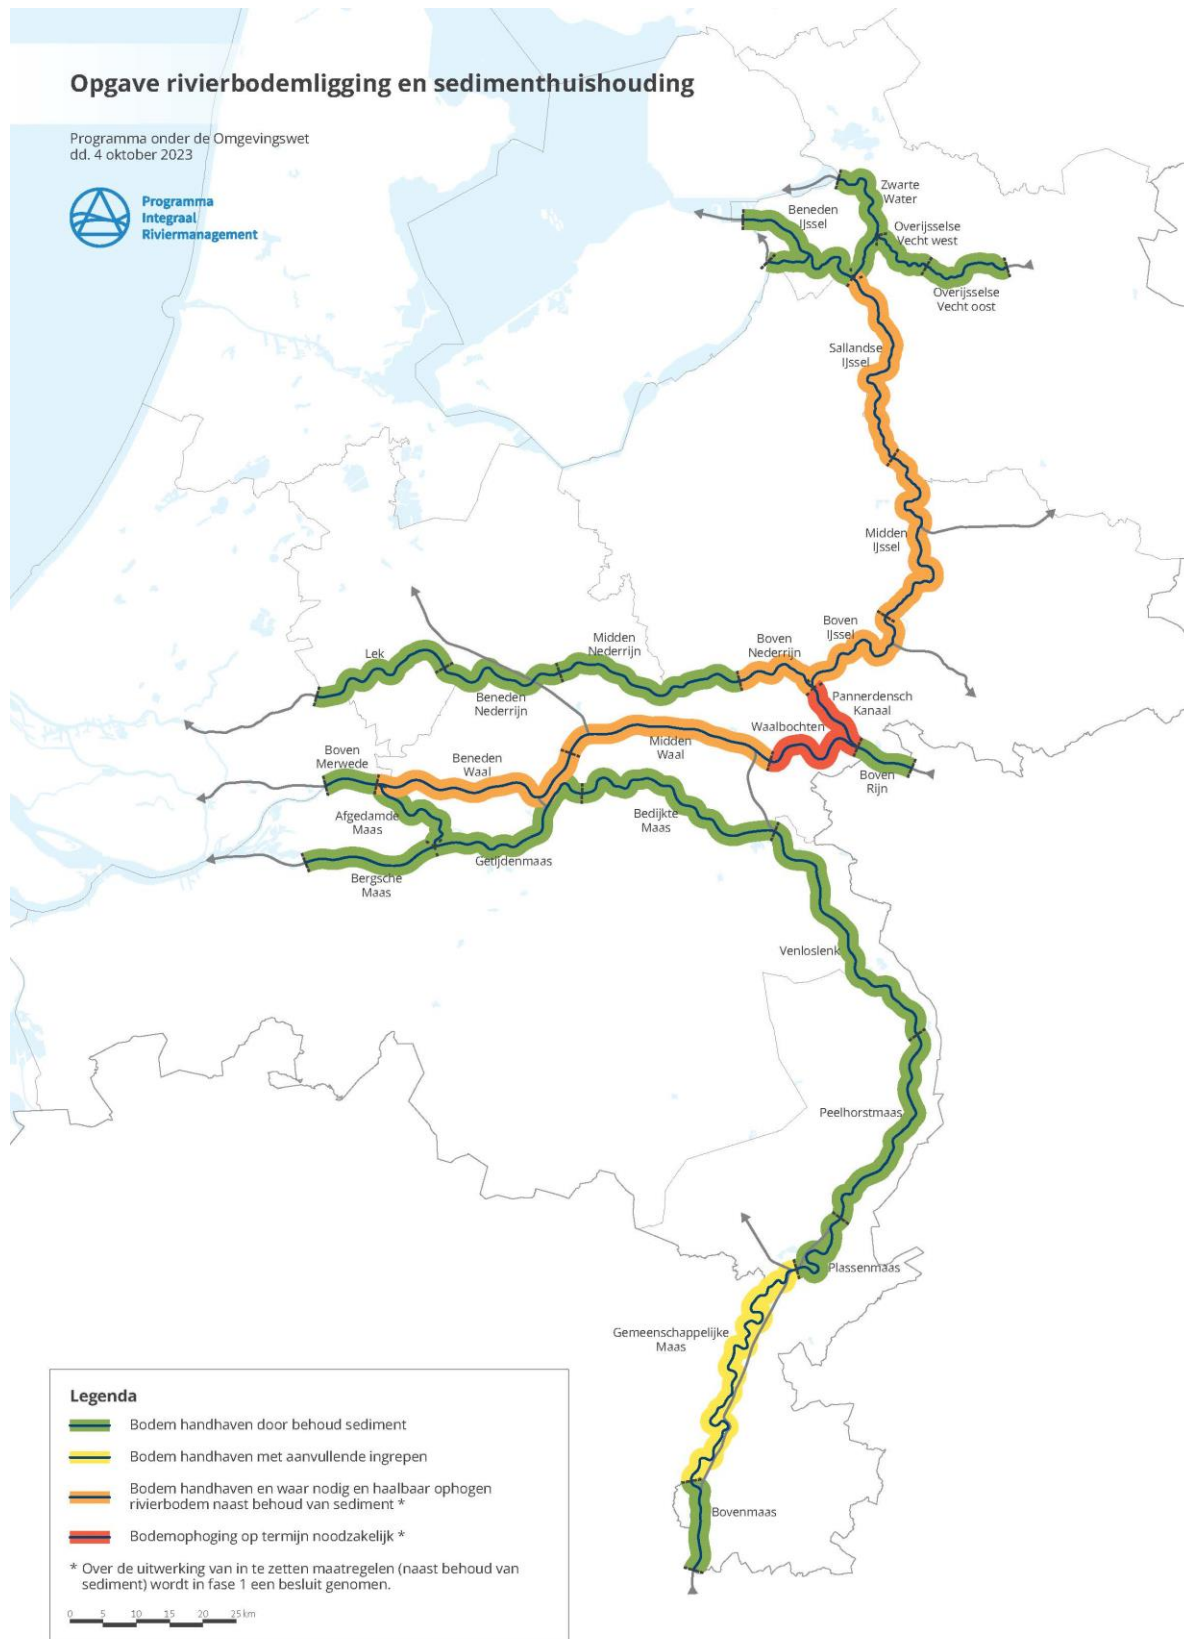 Opgave rivierbodemligging en sedimenthuishouding
Programma onder de Omgevingswet
dd. 4 oktober 2023
Programma
Integraal
Riviermanagement
Zwarte
Water
Beneden
IJssel
Overijsselse
Vecht west
Overijsselse
Vecht oost
Sallandse
IJssel
Midden
IJssel
Boven
IJssel
Midden
Nederrijn
Boven
Nederrijn
Lek
Beneden
Nederrijn
Pannerdensch
Kanaal
Waalbochten
Midden
Waal
Boven
Rijn
Boven
Merwede
Beneden
Waal
Afgedamde
Maas
Bedijkte
Maas
Getijdenmaas
Bergsche
Maas
Venloslenk
Peelhorstmaas
Plassenmaas
Gemeenschappelijke
Maas
Bovenmaas
Legenda
Bodem handhaven door behoud sediment
Bodem handhaven met aanvullende ingrepen
Bodem handhaven en waar nodig en haalbaar ophogen
rivierbodem naast behoud van sediment *
Bodemophoging op termijn noodzakelijk *
* Over de uitwerking van in te zetten maatregelen (naast behoud van
sediment) wordt in fase 1 een besluit genomen.
0 5 10 15 20 25 km